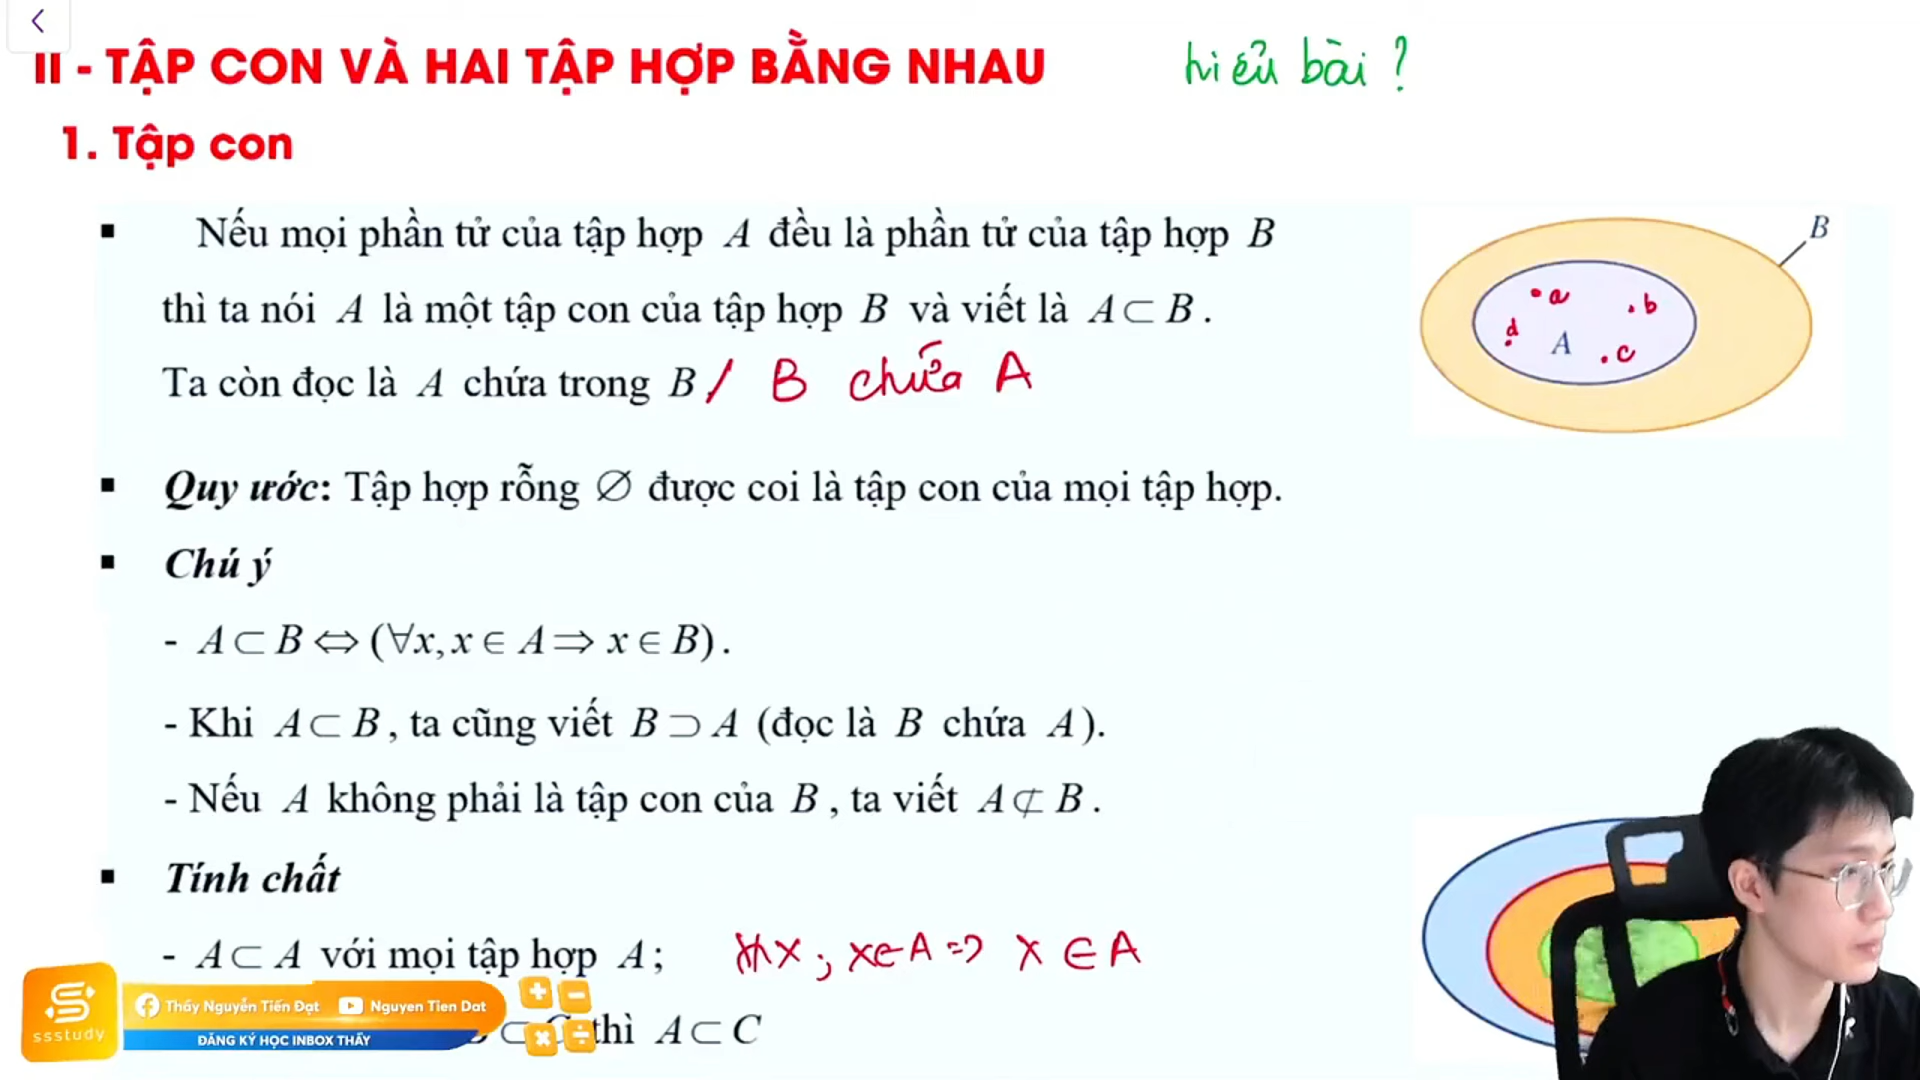 II - TẬP CON VÀ HAI TẬP HỢP BẰNG NHAU
hiểu bài ?
1. Tập con
▪ Nếu mọi phần tử của tập hợp A đều là phần tử của tập hợp B
thì ta nói A là một tập con của tập hợp B và viết là A ⊂ B.
Ta còn đọc là A chứa trong B / B chứa A
B
a
b
d
A
c
▪ Quy ước: Tập hợp rỗng ∅ được coi là tập con của mọi tập hợp.
▪ Chú ý
- A ⊂ B ⇔ (∀x, x ∈ A ⇒ x ∈ B).
- Khi A ⊂ B, ta cũng viết B ⊃ A (đọc là B chứa A).
- Nếu A không phải là tập con của B, ta viết A ⊄ B.
▪ Tính chất
- A ⊂ A với mọi tập hợp A;
x ; x∈A => x ∈ A
⊂ C thì A ⊂ C
ssstudy
Thầy Nguyễn Tiến Đạt
Nguyen Tien Dat
ĐĂNG KÝ HỌC INBOX THẦY